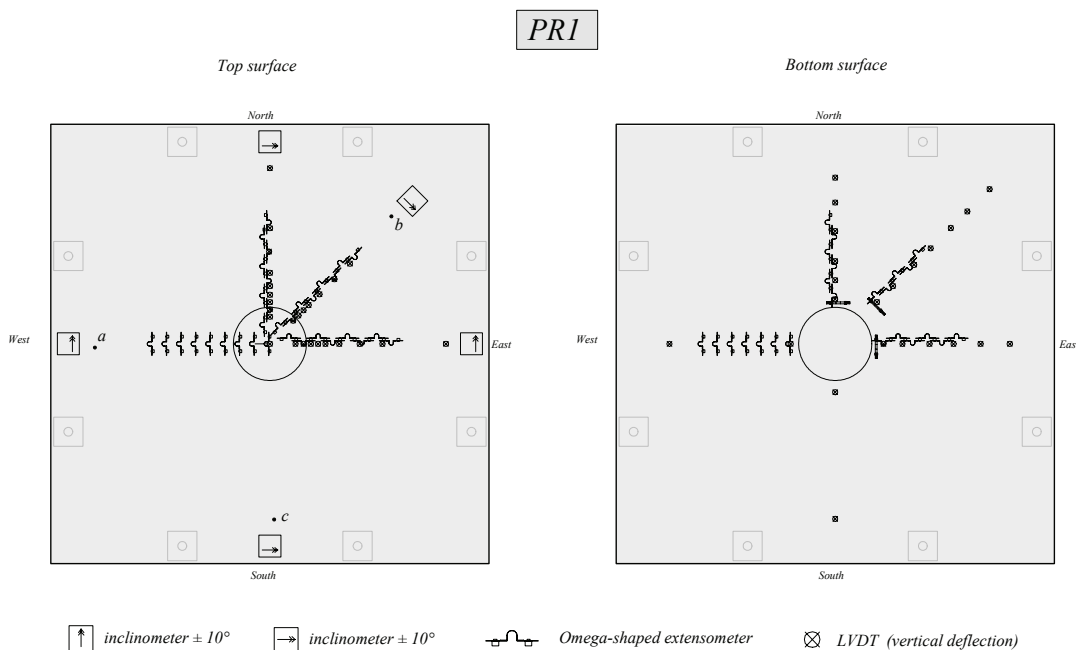 PR1
Top surface
Bottom surface
North
North
b
West
a
East
West
Eas
c
South
South
inclinometer ± 10°
inclinometer ± 10°
Omega-shaped extensometer
LVDT (vertical deflection)